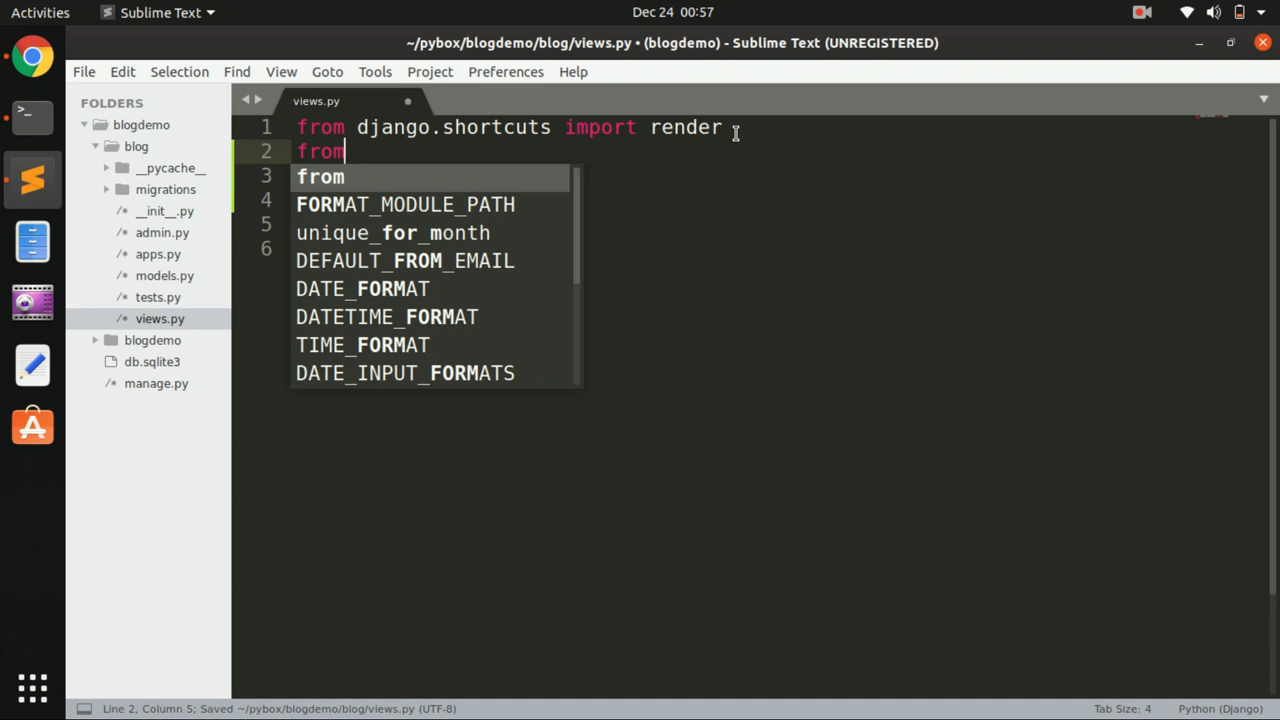 Activities
Sublime Text
Dec 24 00:57
~/pybox/blogdemo/blog/views.py • (blogdemo) - Sublime Text (UNREGISTERED)
File Edit Selection Find View Goto Tools Project Preferences Help
FOLDERS
blogdemo
blog
__pycache__
migrations
/* __init__.py
/* admin.py
/* apps.py
/* models.py
/* tests.py
/* views.py
blogdemo
db.sqlite3
/* manage.py
views.py
1 from django.shortcuts import render
2 from
3
4
5
6
from
FORMAT_MODULE_PATH
unique_for_month
DEFAULT_FROM_EMAIL
DATE_FORMAT
DATETIME_FORMAT
TIME_FORMAT
DATE_INPUT_FORMATS
Line 2, Column 5; Saved ~/pybox/blogdemo/blog/views.py (UTF-8)
Tab Size: 4
Python (Django)